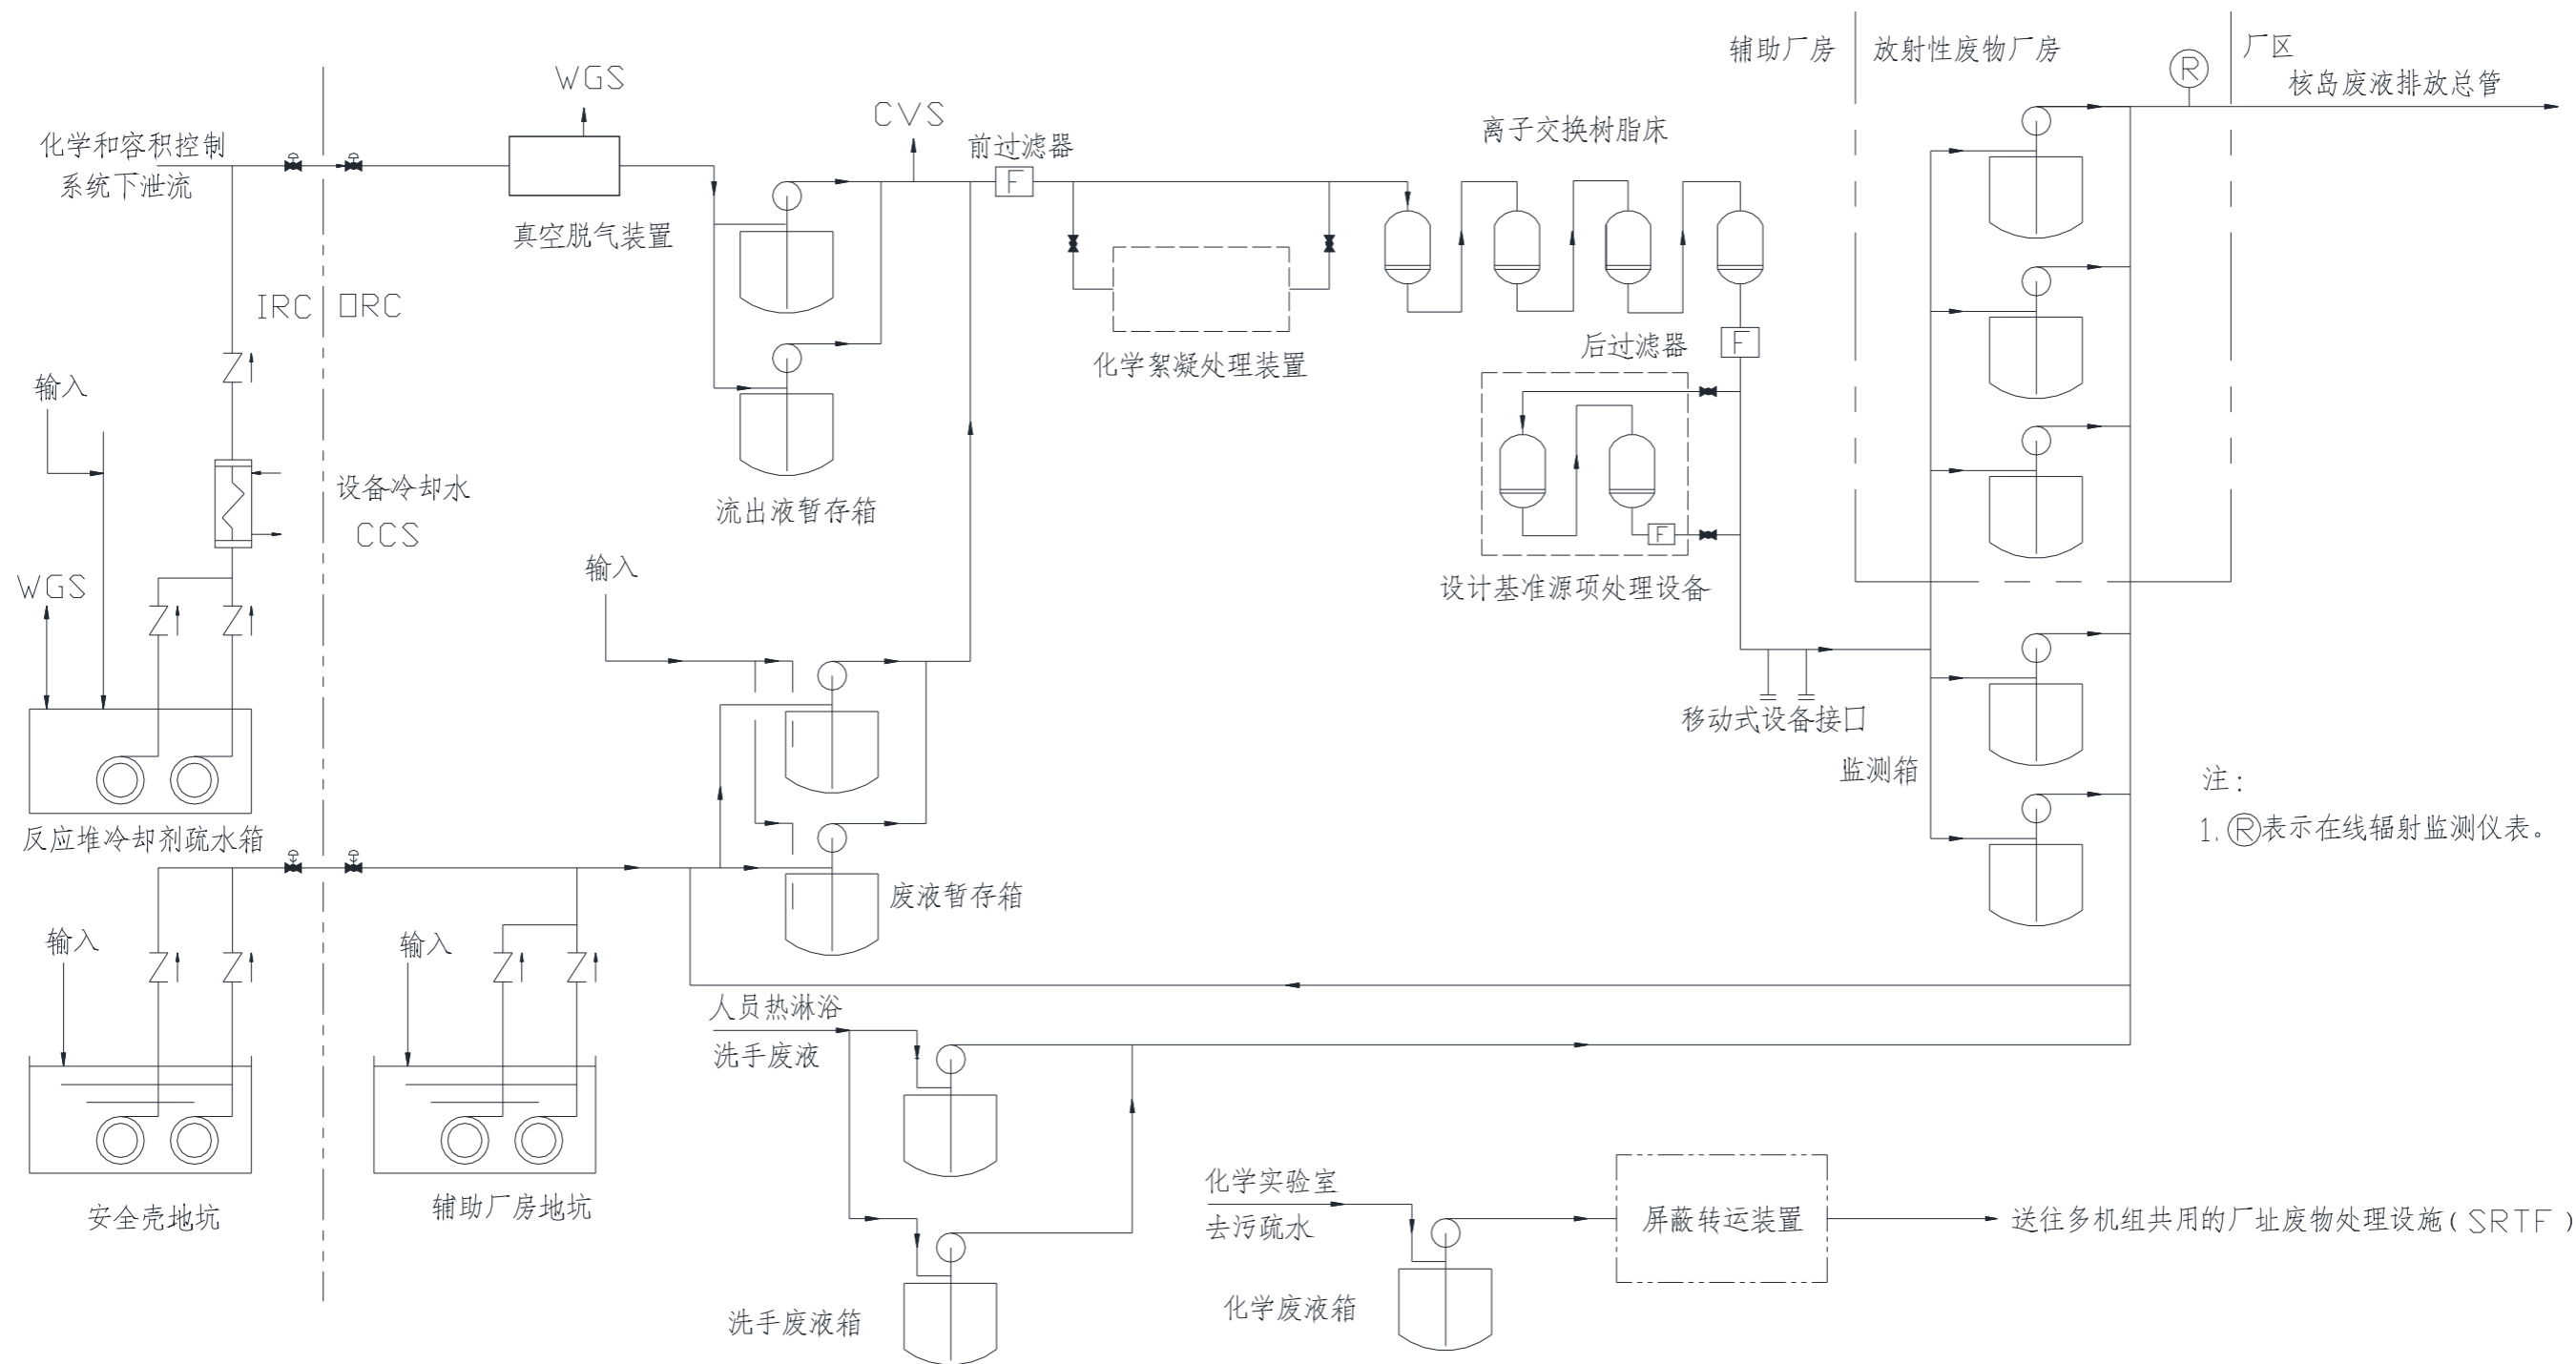 辅助厂房
放射性废物厂房
厂区
R
核岛废液排放总管
WGS
CVS
化学和容积控制
系统下泄流
前过滤器
F
离子交换树脂床
真空脱气装置
IRC
ORC
化学絮凝处理装置
后过滤器
F
输入
设备冷却水
CCS
流出液暂存箱
F
设计基准源项处理设备
输入
WGS
移动式设备接口
监测箱
注：
1. R表示在线辐射监测仪表。
反应堆冷却剂疏水箱
废液暂存箱
输入
输入
人员热淋浴
洗手废液
安全壳地坑
辅助厂房地坑
化学实验室
去污疏水
屏蔽转运装置
送往多机组共用的厂址废物处理设施(SRTF)
洗手废液箱
化学废液箱